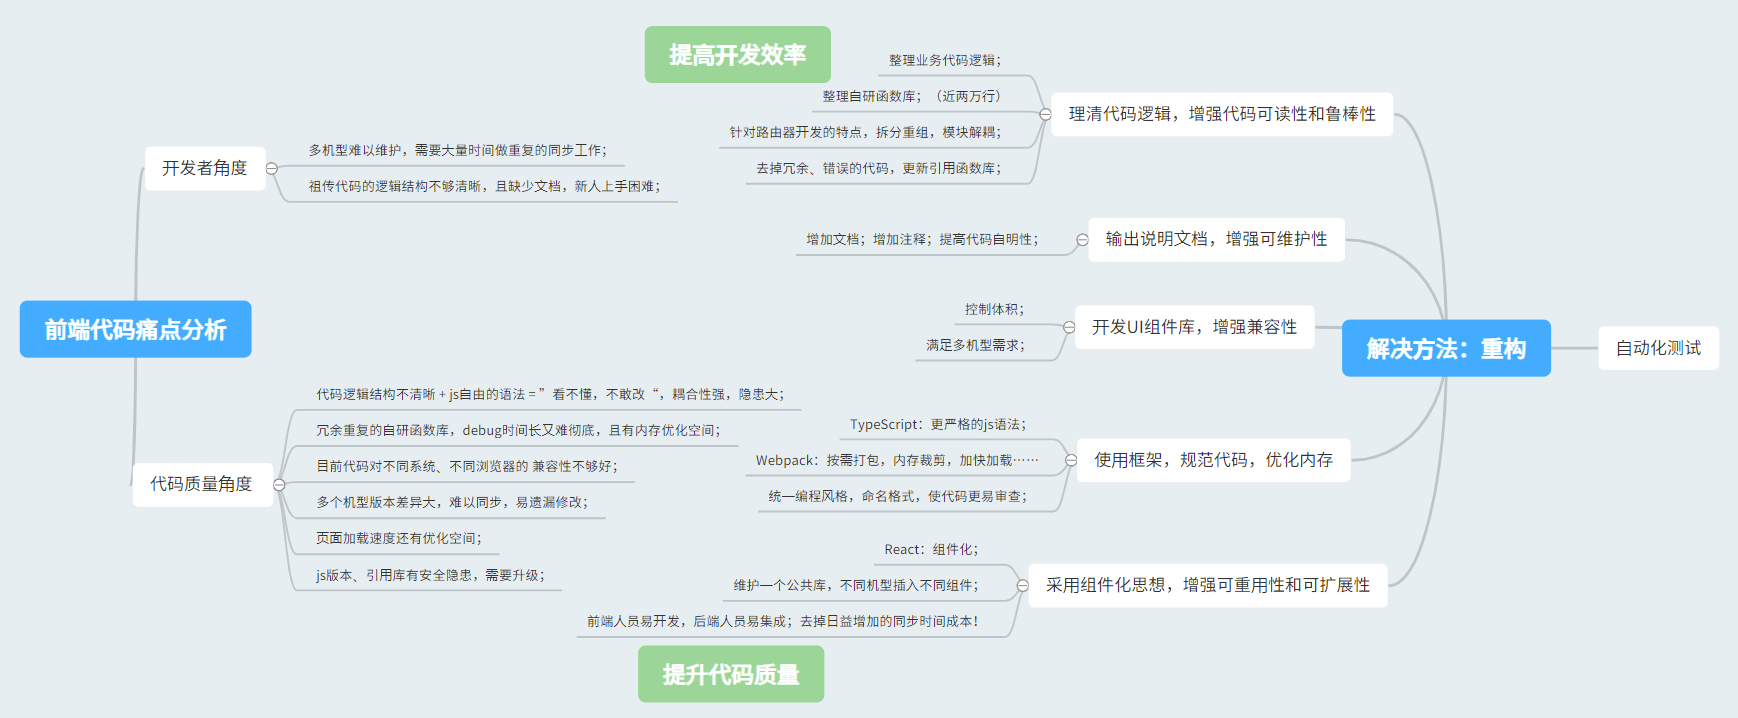 提高开发效率
前端代码痛点分析
开发者角度
多机型难以维护，需要大量时间做重复的同步工作；
祖传代码的逻辑结构不够清晰，且缺少文档，新人上手困难；
代码质量角度
代码逻辑结构不清晰 + js自由的语法 = ”看不懂，不敢改“，耦合性强，隐患大；
冗余重复的自研函数库，debug时间长又难彻底，且有内存优化空间；
目前代码对不同系统、不同浏览器的 兼容性不够好；
多个机型版本差异大，难以同步，易遗漏修改；
页面加载速度还有优化空间；
js版本、引用库有安全隐患，需要升级；
解决方法：重构
理清代码逻辑，增强代码可读性和鲁棒性
整理业务代码逻辑；
整理自研函数库；（近两万行）
针对路由器开发的特点，拆分重组，模块解耦；
去掉冗余、错误的代码，更新引用函数库；
输出说明文档，增强可维护性
增加文档；增加注释；提高代码自明性；
开发UI组件库，增强兼容性
控制体积；
满足多机型需求；
使用框架，规范代码，优化内存
TypeScript：更严格的js语法；
Webpack：按需打包，内存裁剪，加快加载……
统一编程风格，命名格式，使代码更易审查；
采用组件化思想，增强可重用性和可扩展性
React：组件化；
维护一个公共库，不同机型插入不同组件；
前端人员易开发，后端人员易集成；去掉日益增加的同步时间成本！
自动化测试
提升代码质量